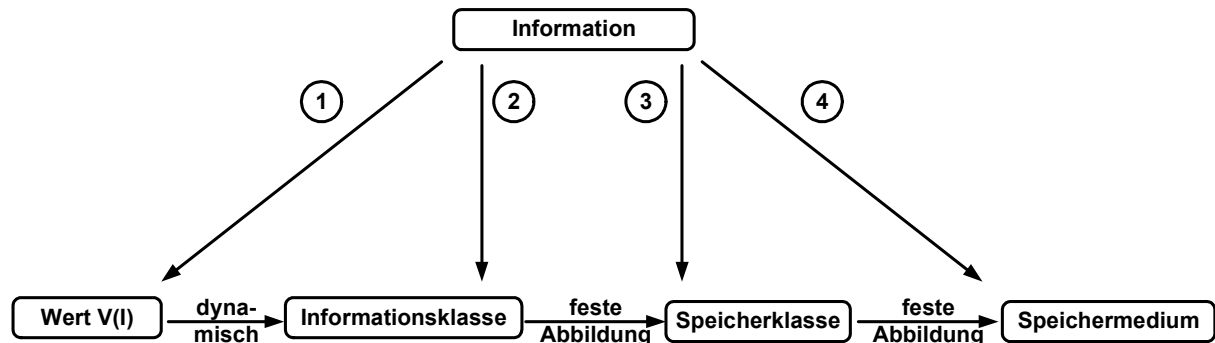 Information
1
2
3
4
Wert V(I)
dyna-
misch
Informationsklasse
feste
Abbildung
Speicherklasse
feste
Abbildung
Speichermedium